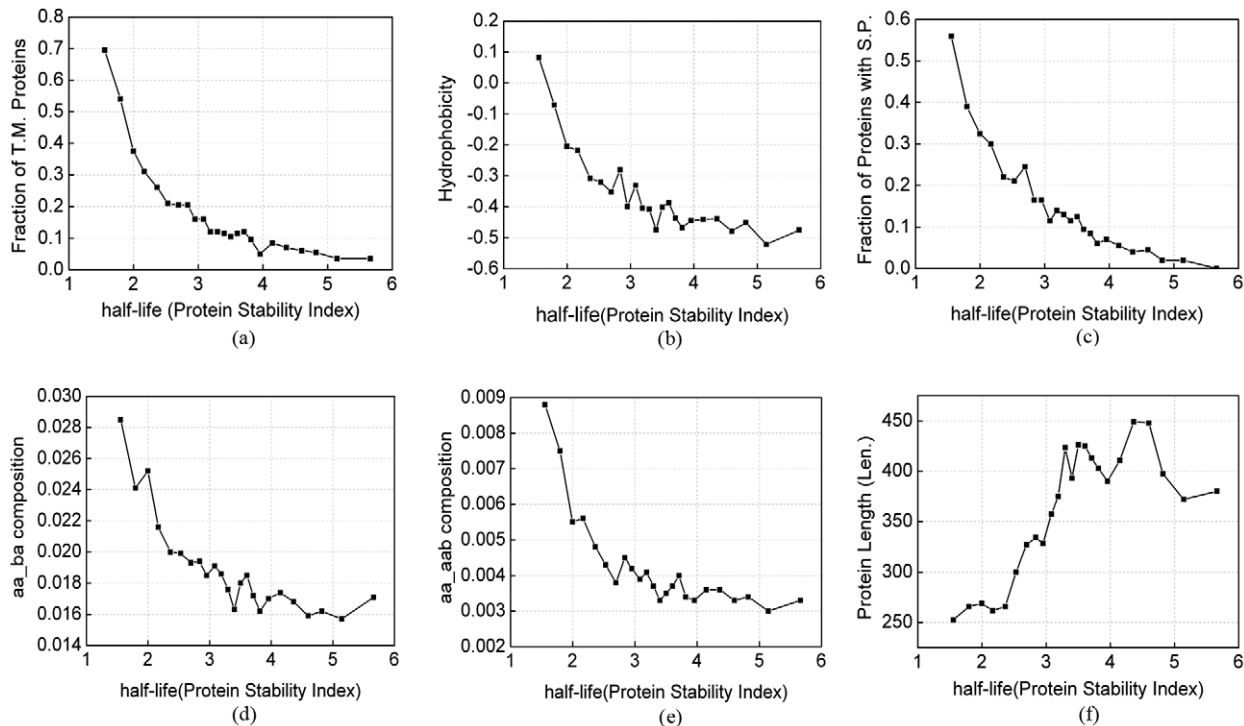 Fraction of T.M. Proteins
0.8
0.7
0.6
0.5
0.4
0.3
0.2
0.1
0.0
1 2 3 4 5 6
half-life (Protein Stability Index)
(a)
Hydrophobicity
0.2
0.1
0.0
-0.1
-0.2
-0.3
-0.4
-0.5
-0.6
1 2 3 4 5 6
half-life(Protein Stability Index)
(b)
Fraction of Proteins with S.P.
0.6
0.5
0.4
0.3
0.2
0.1
0.0
1 2 3 4 5 6
half-life(Protein Stability Index)
(c)
aa_ba composition
0.030
0.028
0.026
0.024
0.022
0.020
0.018
0.016
0.014
1 2 3 4 5 6
half-life(Protein Stability Index)
(d)
aa_aab composition
0.009
0.008
0.007
0.006
0.005
0.004
0.003
0.002
1 2 3 4 5 6
half-life(Protein Stability Index)
(e)
Protein Length (Len.)
450
400
350
300
250
1 2 3 4 5 6
half-life(Protein Stability Index)
(f)